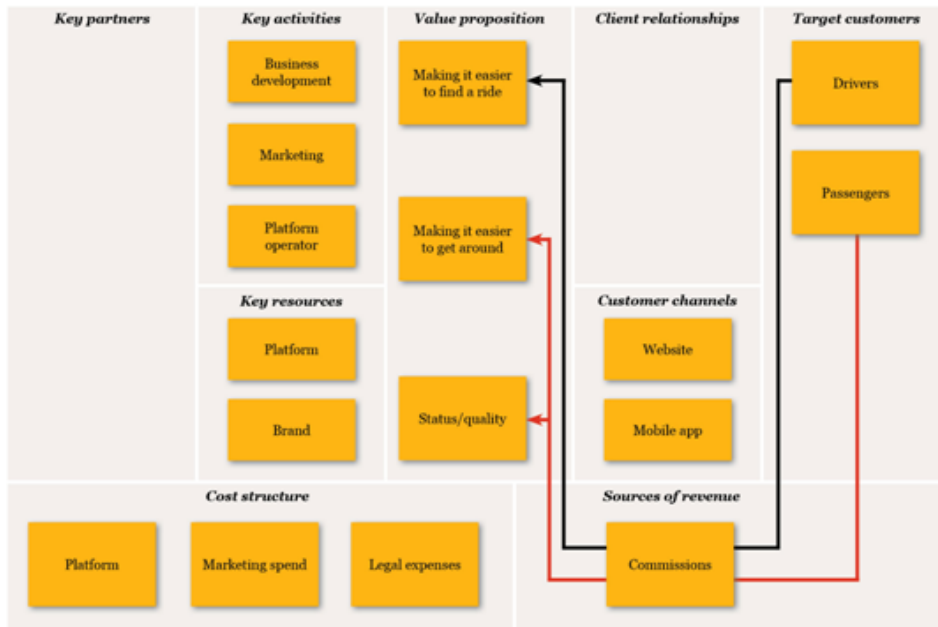 Key partners
Key activities
Business
development
Marketing
Platform
operator
Key resources
Platform
Brand
Value proposition
Making it easier
to find a ride
Making it easier
to get around
Status/quality
Client relationships
Customer channels
Website
Mobile app
Target customers
Drivers
Passengers
Cost structure
Platform
Marketing spend
Legal expenses
Sources of revenue
Commissions